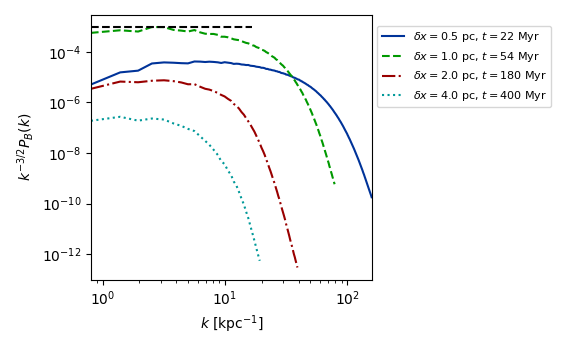 k^{-3/2}P_B(k)
10^{-4}
10^{-6}
10^{-8}
10^{-10}
10^{-12}
10^0
10^1
10^2
k [kpc^{-1}]
δx = 0.5 pc, t = 22 Myr
δx = 1.0 pc, t = 54 Myr
δx = 2.0 pc, t = 180 Myr
δx = 4.0 pc, t = 400 Myr